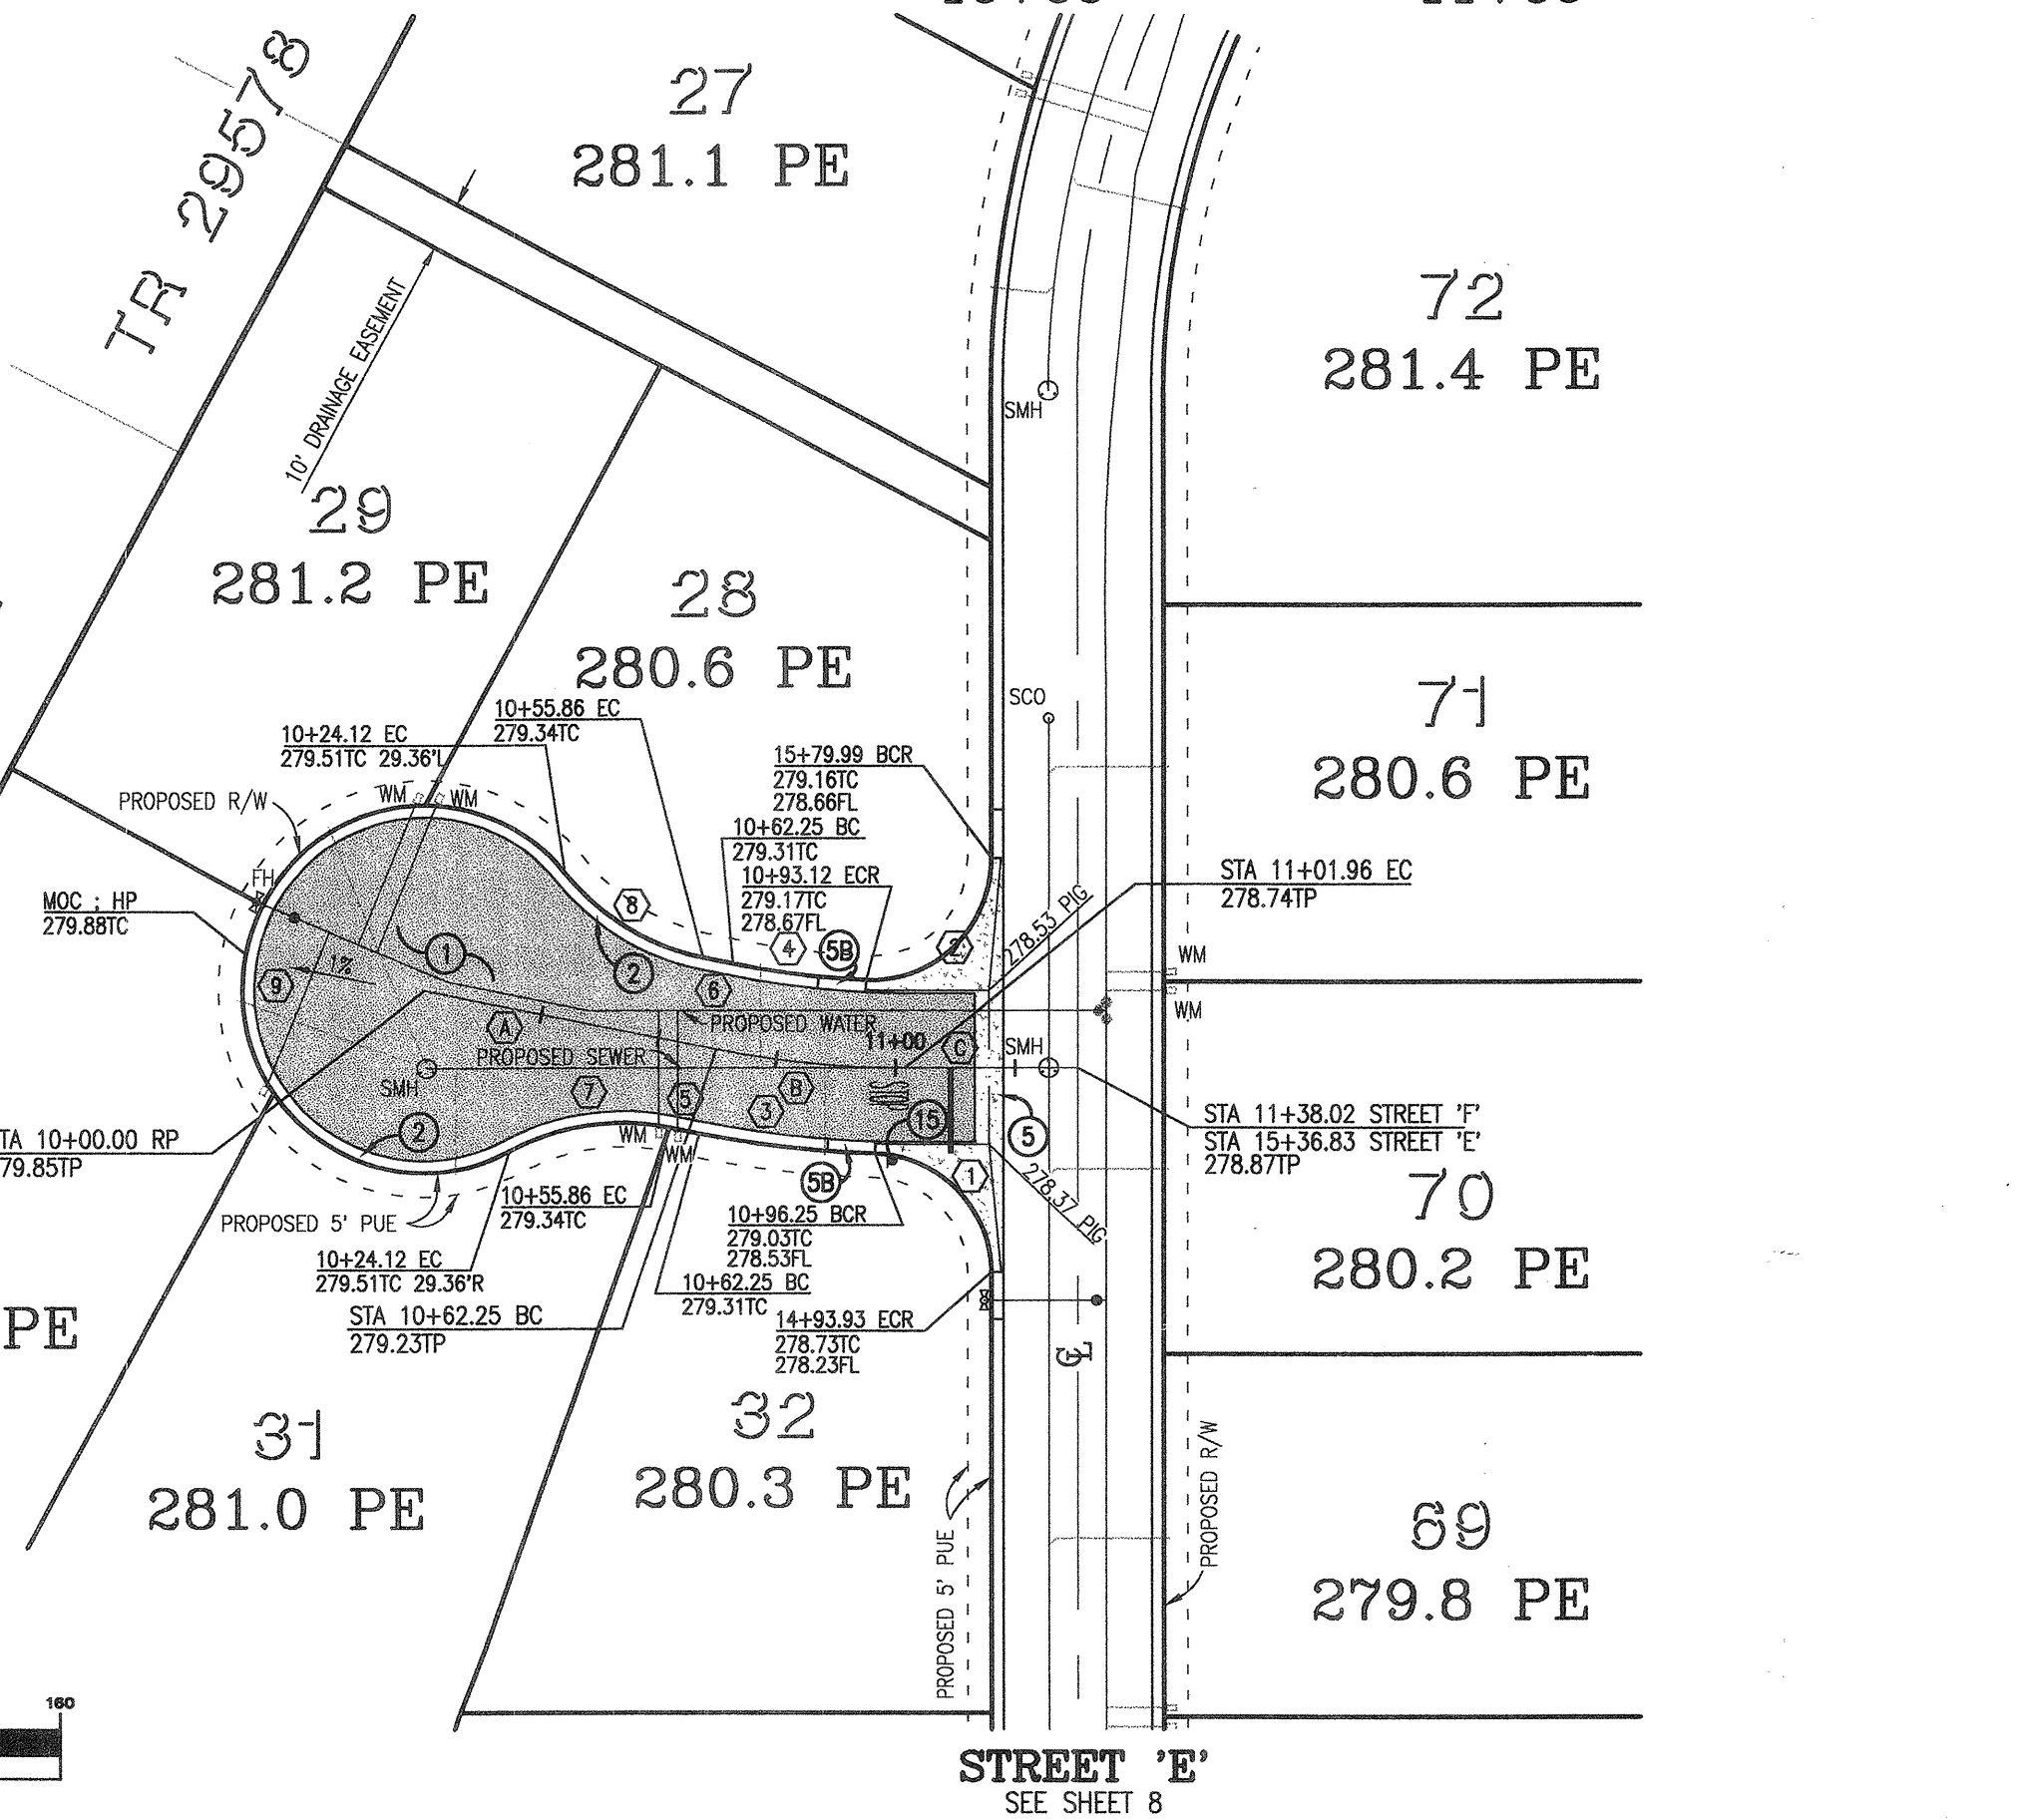 27
281.1 PE
TR 29578
10' DRAINAGE EASEMENT
72
281.4 PE
SMH
29
281.2 PE
28
280.6 PE
SCO
71
280.6 PE
10+55.86 EC
279.34TC
10+24.12 EC
279.51TC 29.36'L
15+79.99 BCR
279.16TC
278.66FL
PROPOSED R/W
WM
WM
10+62.25 BC
279.31TC
10+93.12 ECR
279.17TC
278.67FL
STA 11+01.96 EC
278.74TP
FH
MOC ; HP
279.88TC
8
4
5B
2
278.53 PIG
1
2
1%
9
6
WM
WM
A
PROPOSED WATER
11+00
C
SMH
PROPOSED SEWER
SMH
7
5
B
3
15
5
STA 11+38.02 STREET 'F'
STA 15+36.83 STREET 'E'
278.87TP
TA 10+00.00 RP
79.85TP
2
WM
WM
5B
1
278.37 PIG
70
280.2 PE
PROPOSED 5' PUE
10+55.86 EC
279.34TC
10+96.25 BCR
279.03TC
278.53FL
10+24.12 EC
279.51TC 29.36'R
10+62.25 BC
279.31TC
STA 10+62.25 BC
279.23TP
14+93.93 ECR
278.73TC
278.23FL
PE
CL
31
281.0 PE
32
280.3 PE
PROPOSED 5' PUE
PROPOSED R/W
69
279.8 PE
160
STREET 'E'
SEE SHEET 8